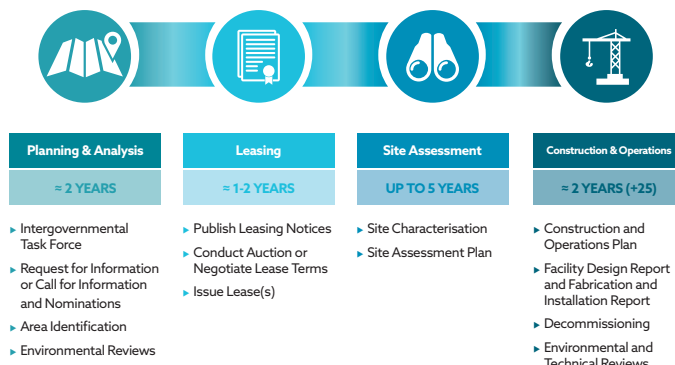 Planning & Analysis
≈ 2 YEARS
Intergovernmental
Task Force
Request for Information
or Call for Information
and Nominations
Area Identification
Environmental Reviews
Leasing
≈ 1-2 YEARS
Publish Leasing Notices
Conduct Auction or
Negotiate Lease Terms
Issue Lease(s)
Site Assessment
UP TO 5 YEARS
Site Characterisation
Site Assessment Plan
Construction & Operations
≈ 2 YEARS (+25)
Construction and
Operations Plan
Facility Design Report
and Fabrication and
Installation Report
Decommissioning
Environmental and
Technical Reviews